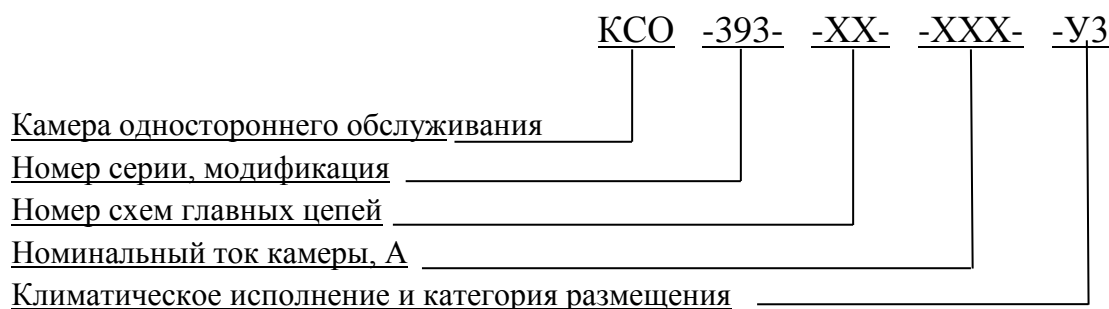 КСО -393- -ХХ- -ХХХ- -У3
Камера одностороннего обслуживания
Номер серии, модификация
Номер схем главных цепей
Номинальный ток камеры, А
Климатическое исполнение и категория размещения